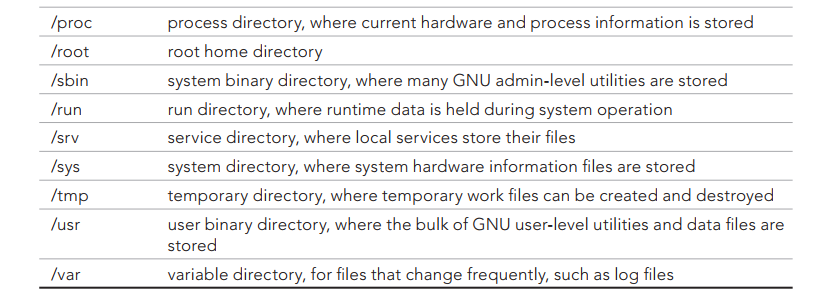 /proc process directory, where current hardware and process information is stored
/root root home directory
/sbin system binary directory, where many GNU admin-level utilities are stored
/run run directory, where runtime data is held during system operation
/srv service directory, where local services store their files
/sys system directory, where system hardware information files are stored
/tmp temporary directory, where temporary work files can be created and destroyed
/usr user binary directory, where the bulk of GNU user-level utilities and data files are
stored
/var variable directory, for files that change frequently, such as log files